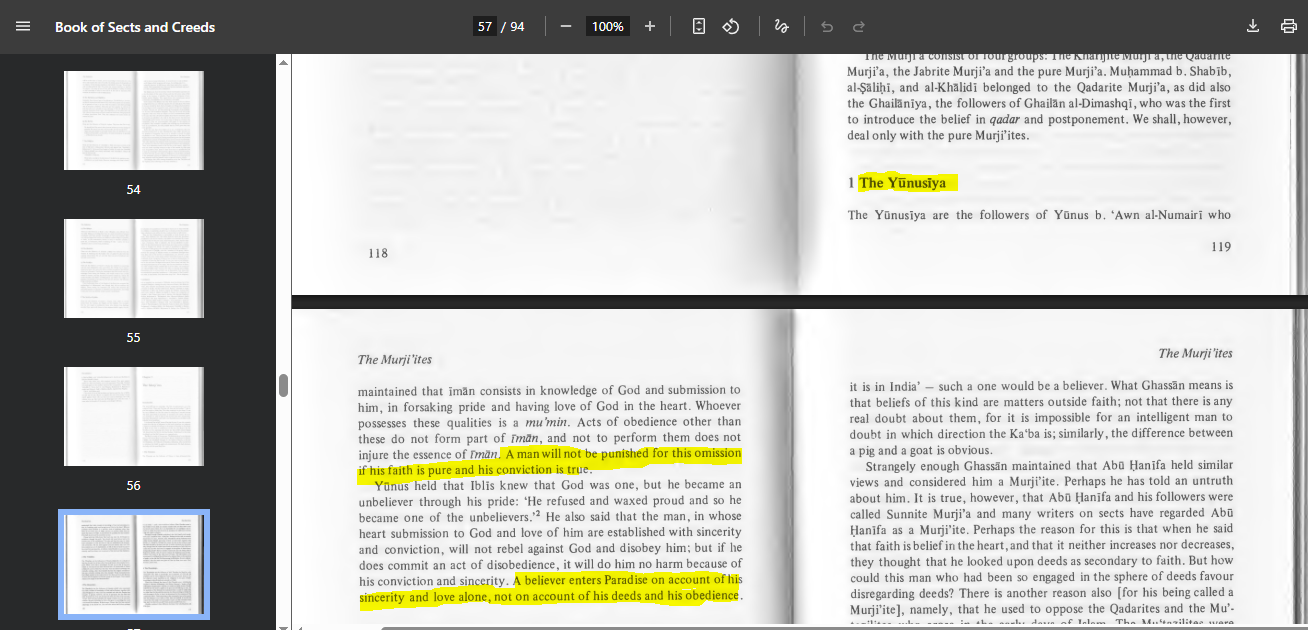 Book of Sects and Creeds
57 / 94
100%
54
55
56
The Murji'a consist of four groups: The Khārijite Murji'a, the Qadarite
Murji'a, the Jabrite Murji'a and the pure Murji'a. Muḥammad b. Shabīb,
al-Ṣāliḥī, and al-Khālidī belonged to the Qadarite Murji'a, as did also
the Ghailānīya, the followers of Ghailān al-Dimashqī, who was the first
to introduce the belief in qadar and postponement. We shall, however,
deal only with the pure Murji'ites.
1 The Yūnusīya
The Yūnusīya are the followers of Yūnus b. 'Awn al-Numairī who
118
119
The Murji'ites
maintained that īmān consists in knowledge of God and submission to
him, in forsaking pride and having love of God in the heart. Whoever
possesses these qualities is a mu'min. Acts of obedience other than
these do not form part of īmān, and not to perform them does not
injure the essence of īmān. A man will not be punished for this omission
if his faith is pure and his conviction is true.
Yūnus held that Iblīs knew that God was one, but he became an
unbeliever through his pride: 'He refused and waxed proud and so he
became one of the unbelievers.'² He also said that the man, in whose
heart submission to God and love of him are established with sincerity
and conviction, will not rebel against God and disobey him; but if he
does commit an act of disobedience, it will do him no harm because of
his conviction and sincerity. A believer enters Paradise on account of his
sincerity and love alone, not on account of his deeds and his obedience.
The Murji'ites
it is in India' — such a one would be a believer. What Ghassān means is
that beliefs of this kind are matters outside faith; not that there is any
real doubt about them, for it is impossible for an intelligent man to
doubt in which direction the Ka'ba is; similarly, the difference between
a pig and a goat is obvious.
Strangely enough Ghassān maintained that Abū Ḥanīfa held similar
views and considered him a Murji'ite. Perhaps he has told an untruth
about him. It is true, however, that Abū Ḥanīfa and his followers were
called Sunnite Murji'a and many writers on sects have regarded Abū
Ḥanīfa as a Murji'ite. Perhaps the reason for this is that when he said
that faith is belief in the heart, and that it neither increases nor decreases,
they thought that he looked upon deeds as secondary to faith. But how
could this man who had been so engaged in the sphere of deeds favour
disregarding deeds? There is another reason also [for his being called a
Murji'ite], namely, that he used to oppose the Qadarites and the Mu'-
tazilites who arose in the early days of Islam. The Mu'tazilites were